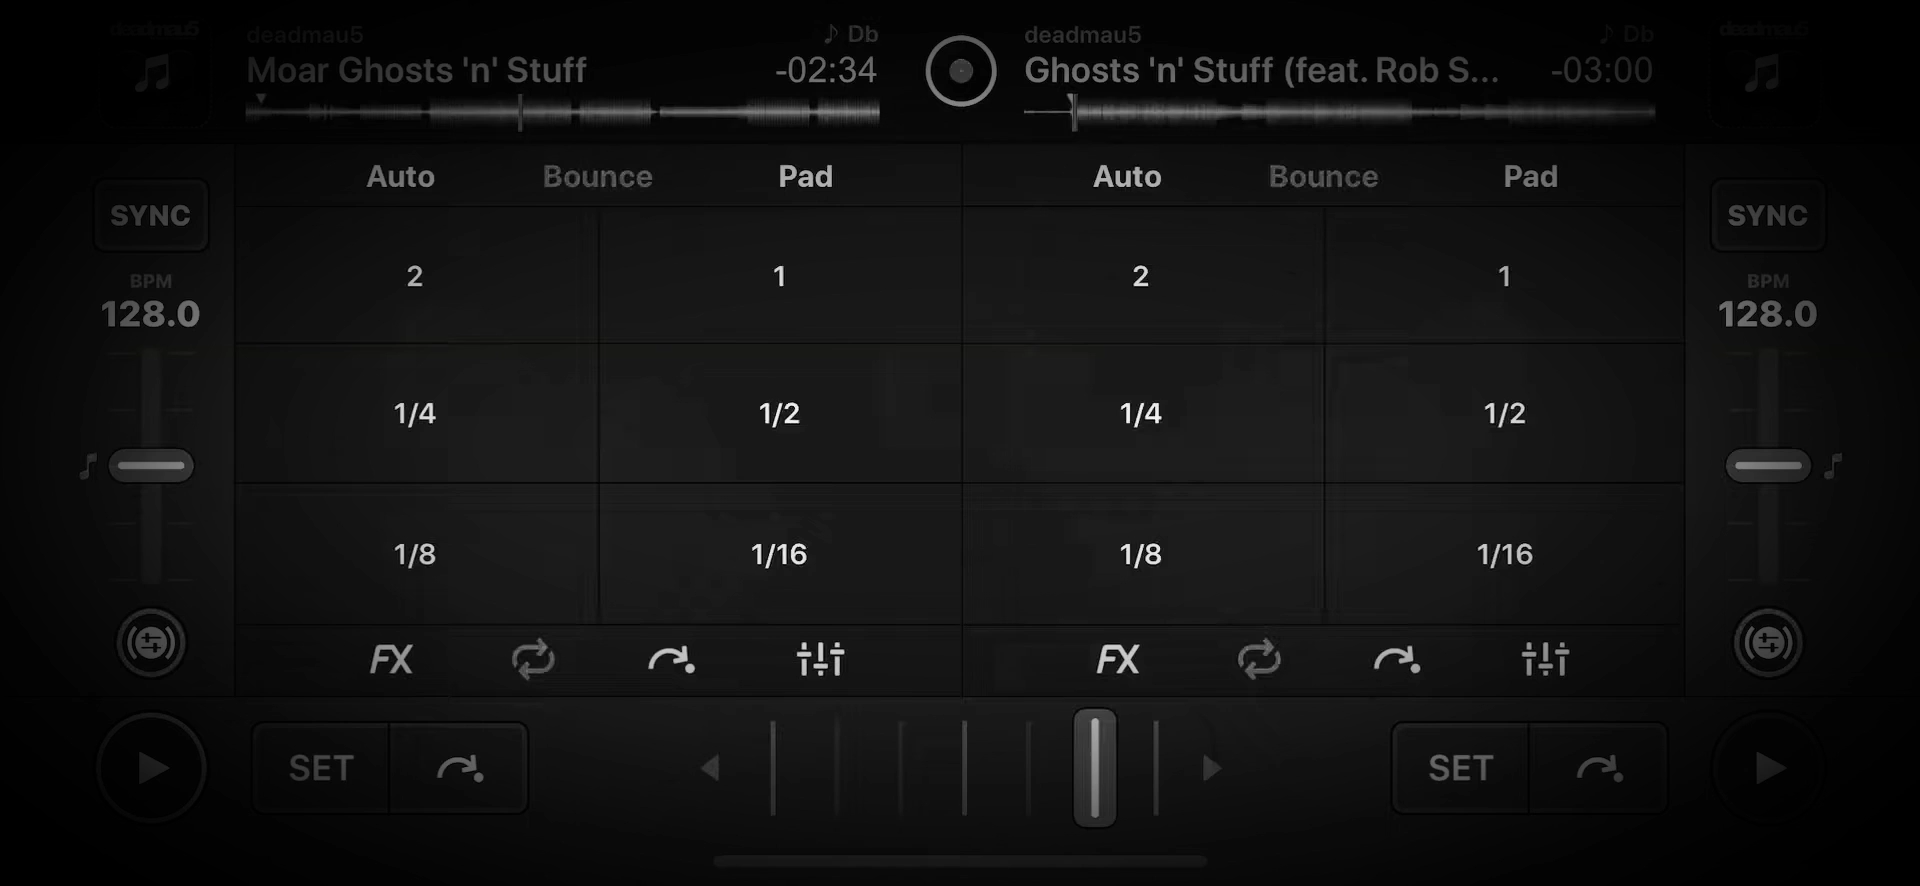 deadmau5
deadmau5 ♪ Db
Moar Ghosts 'n' Stuff -02:34
deadmau5 ♪ Db
Ghosts 'n' Stuff (feat. Rob S... -03:00
deadmau5
Auto Bounce Pad
Auto Bounce Pad
SYNC
SYNC
BPM
128.0
BPM
128.0
2 1
2 1
1/4 1/2
1/4 1/2
1/8 1/16
1/8 1/16
FX
FX
SET
SET